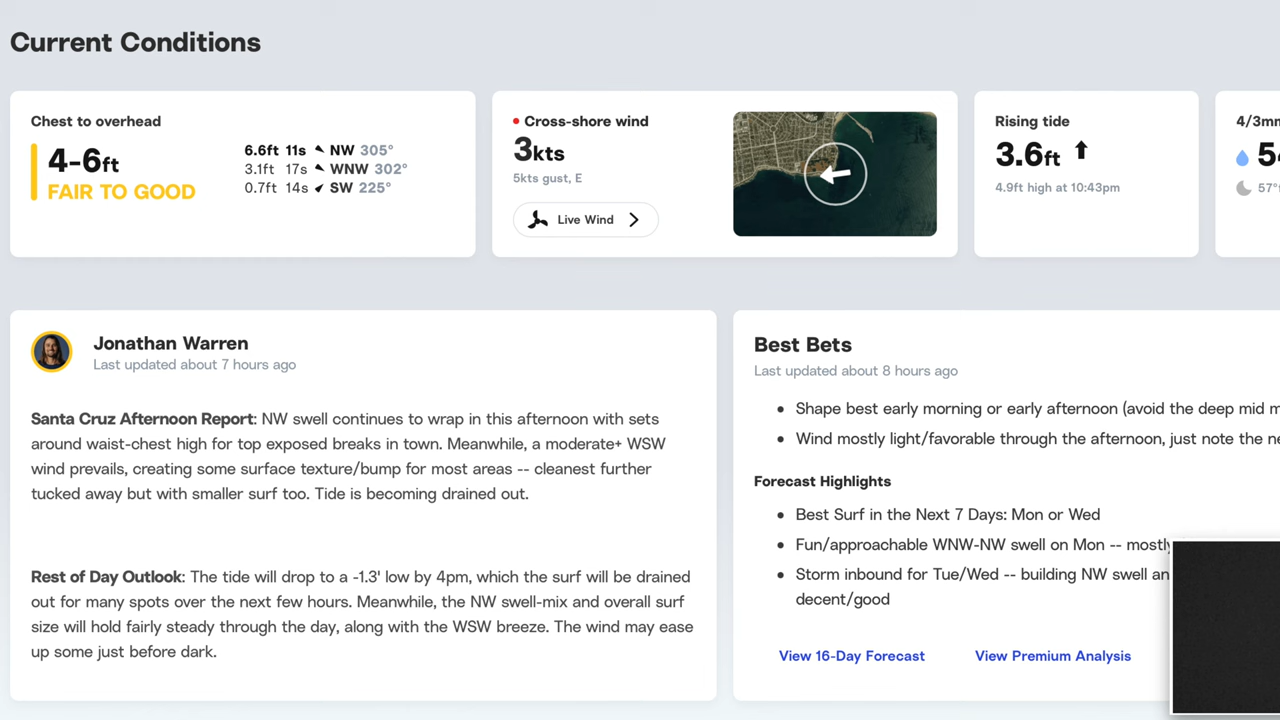 Current Conditions
Chest to overhead
4-6ft
FAIR TO GOOD
6.6ft 11s NW 305°
3.1ft 17s WNW 302°
0.7ft 14s SW 225°
Cross-shore wind
3kts
5kts gust, E
Live Wind
Rising tide
3.6ft
4.9ft high at 10:43pm
4/3mm
57°
Jonathan Warren
Last updated about 7 hours ago
Santa Cruz Afternoon Report: NW swell continues to wrap in this afternoon with sets
around waist-chest high for top exposed breaks in town. Meanwhile, a moderate+ WSW
wind prevails, creating some surface texture/bump for most areas -- cleanest further
tucked away but with smaller surf too. Tide is becoming drained out.
Rest of Day Outlook: The tide will drop to a -1.3' low by 4pm, which the surf will be drained
out for many spots over the next few hours. Meanwhile, the NW swell-mix and overall surf
size will hold fairly steady through the day, along with the WSW breeze. The wind may ease
up some just before dark.
Best Bets
Last updated about 8 hours ago
Shape best early morning or early afternoon (avoid the deep mid
Wind mostly light/favorable through the afternoon, just note the
Forecast Highlights
Best Surf in the Next 7 Days: Mon or Wed
Fun/approachable WNW-NW swell on Mon -- mostly
Storm inbound for Tue/Wed -- building NW swell an
decent/good
View 16-Day Forecast
View Premium Analysis